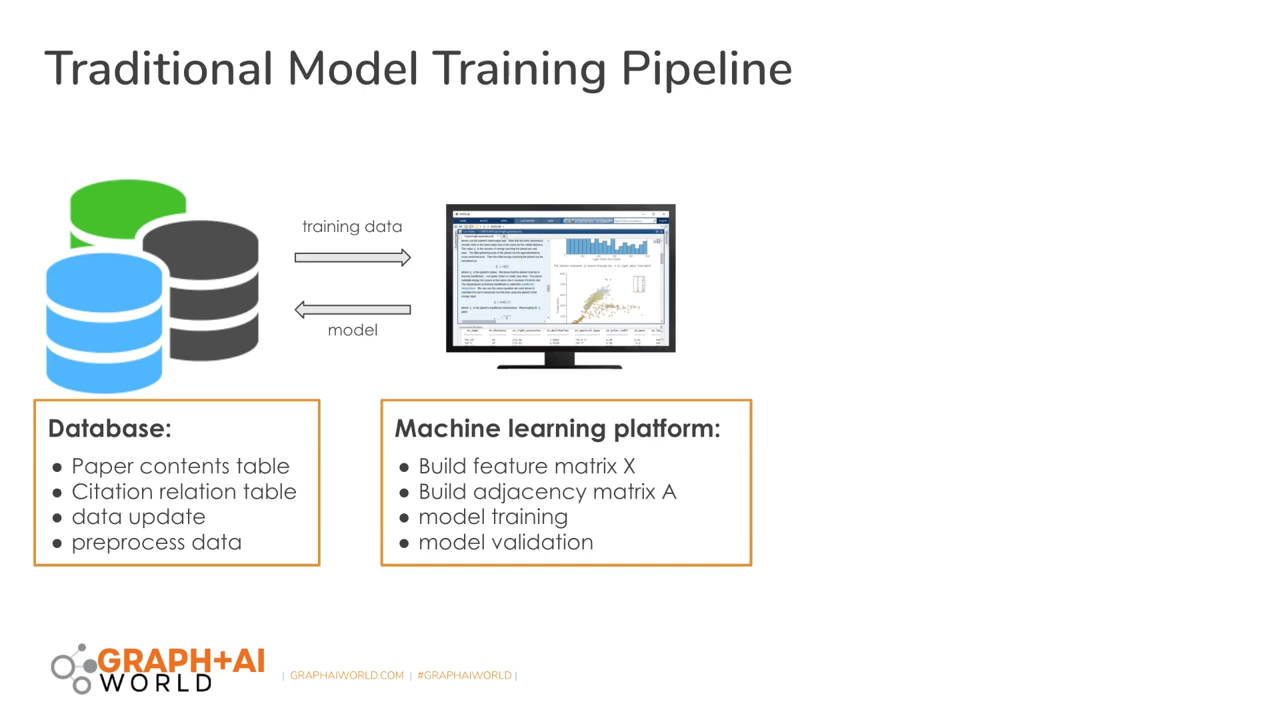 Traditional Model Training Pipeline
training data
model
Database:
● Paper contents table
● Citation relation table
● data update
● preprocess data
Machine learning platform:
● Build feature matrix X
● Build adjacency matrix A
● model training
● model validation
GRAPH+AI
WORLD
| GRAPHAIWORLD.COM | #GRAPHAIWORLD |